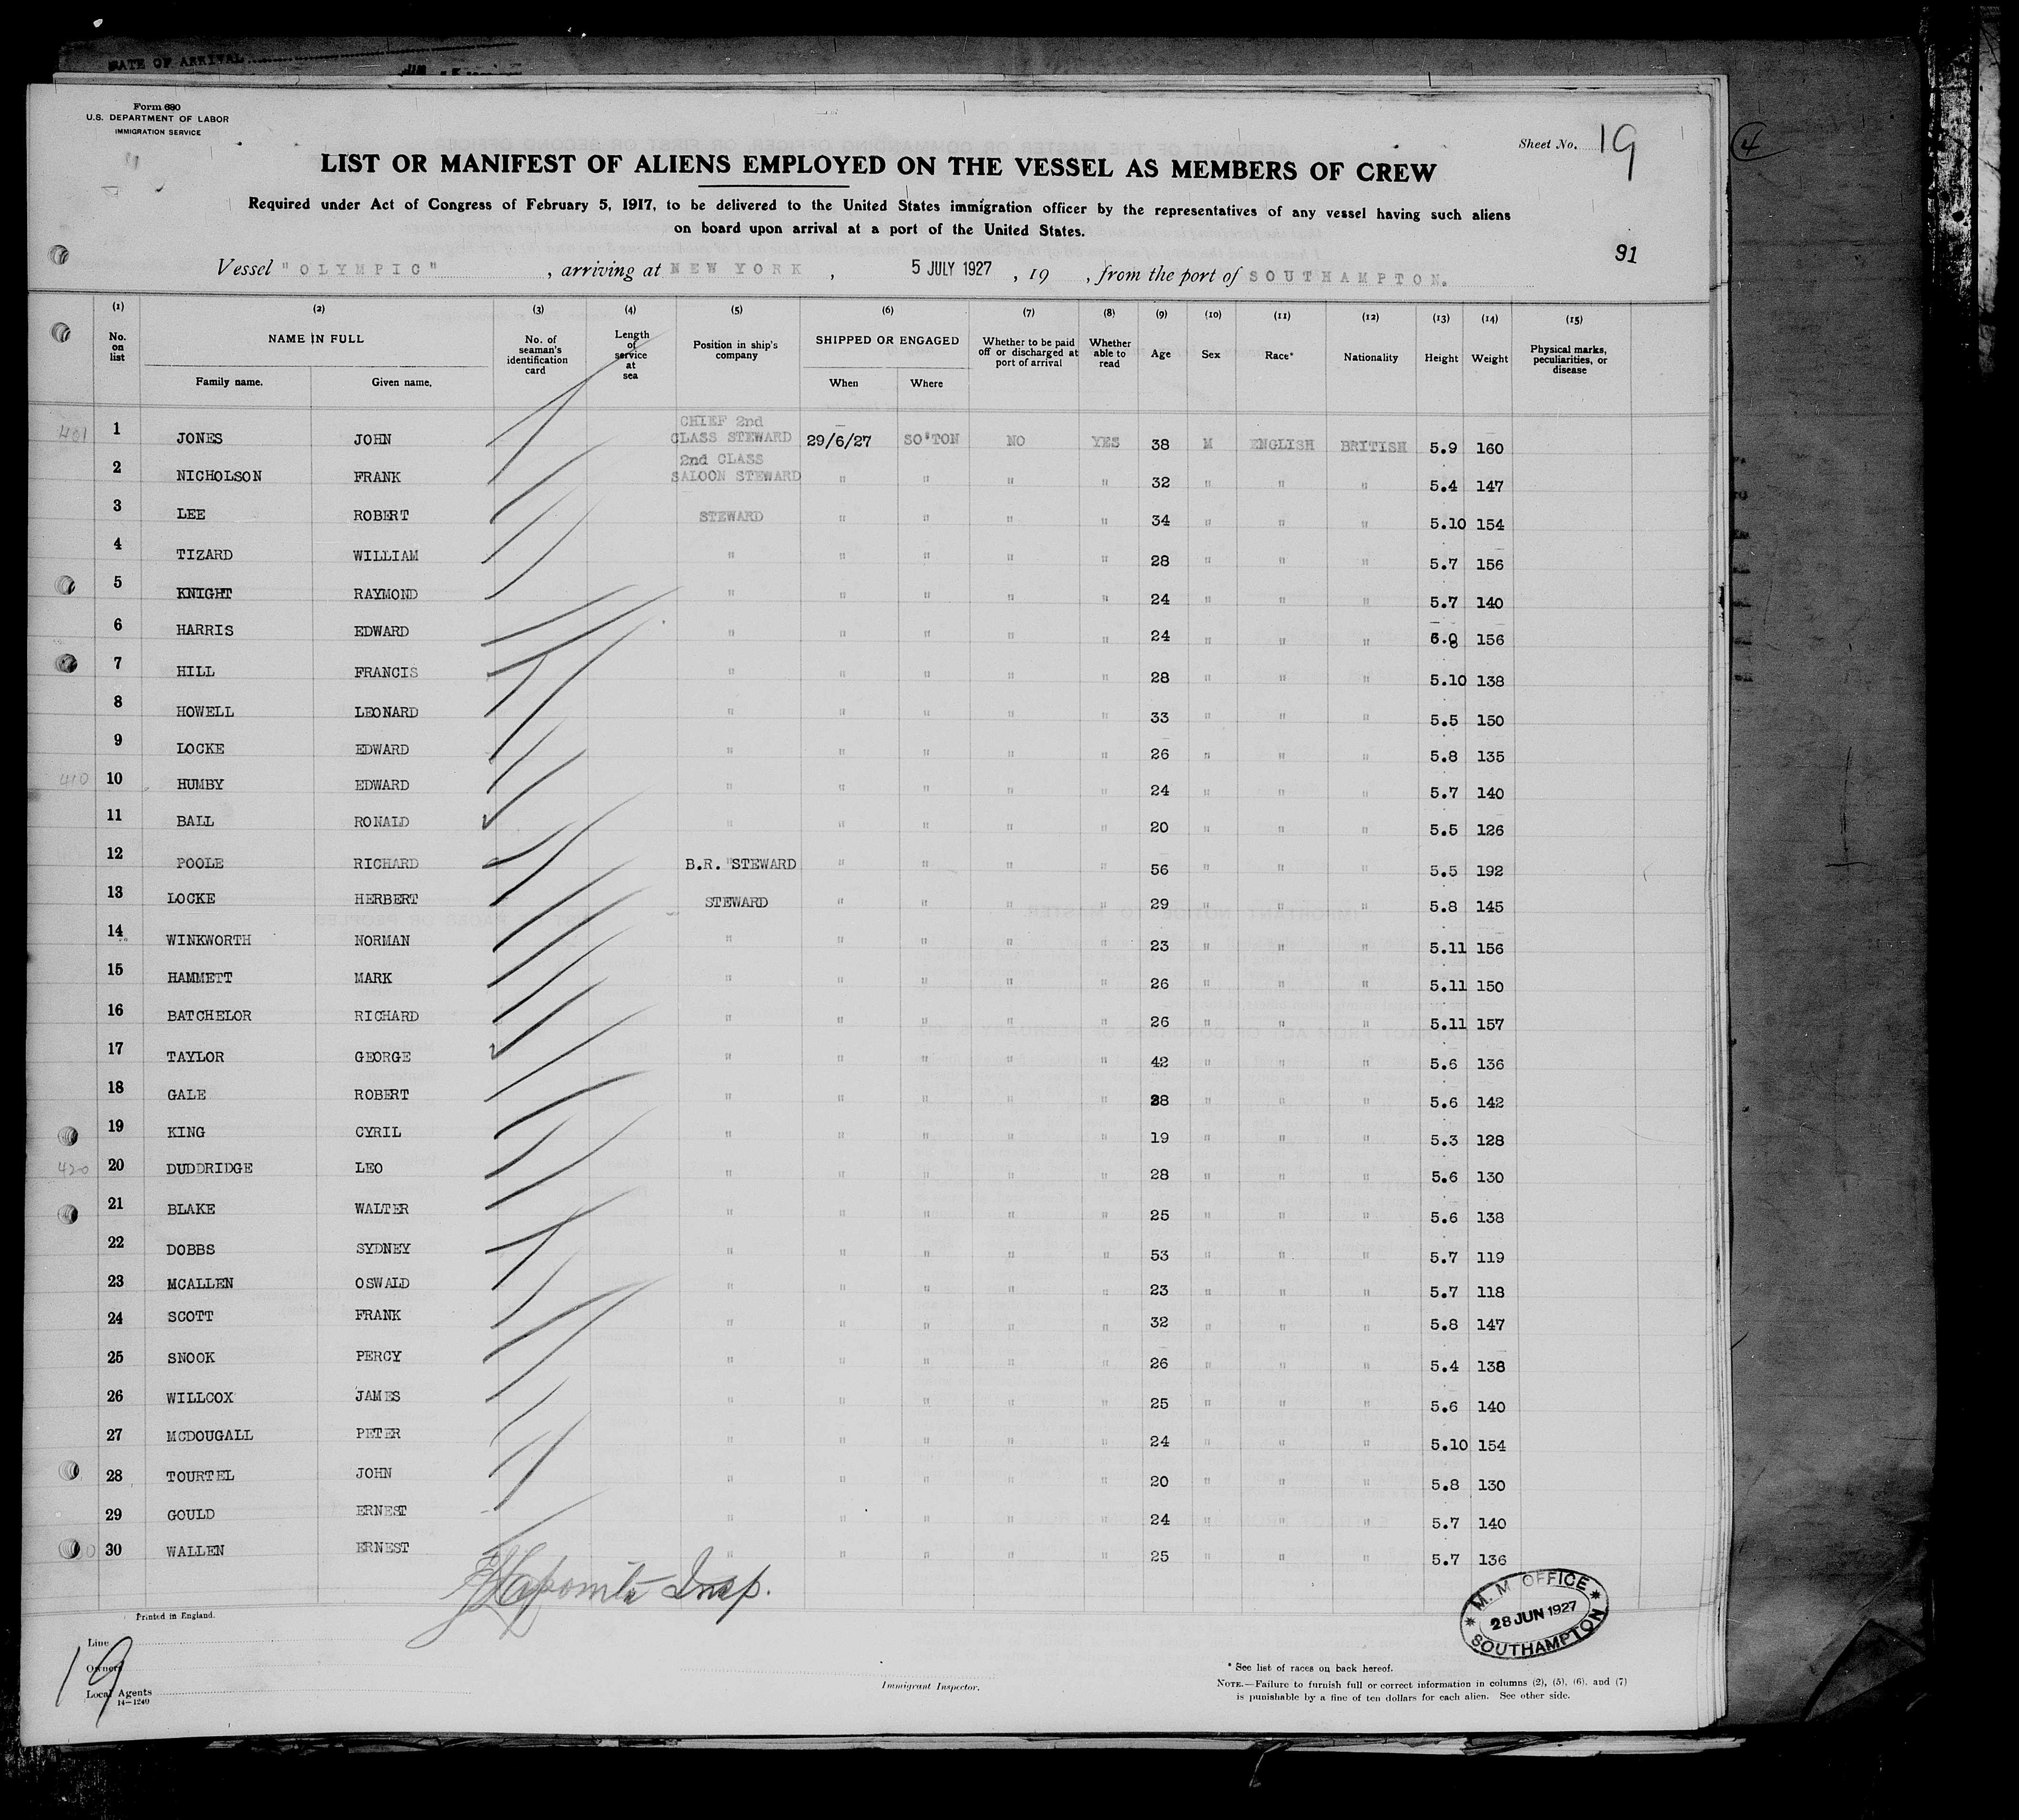 DATE OF ARRIVAL
Form 680
U.S. DEPARTMENT OF LABOR
IMMIGRATION SERVICE
Sheet No. 19
4
LIST OR MANIFEST OF ALIENS EMPLOYED ON THE VESSEL AS MEMBERS OF CREW
Required under Act of Congress of February 5, 1917, to be delivered to the United States immigration officer by the representatives of any vessel having such aliens
on board upon arrival at a port of the United States.
91
Vessel "OLYMPIC" , arriving at NEW YORK , 5 JULY 1927 , 19 , from the port of SOUTHAMPTON.
(1) (2) (3) (4) (5) (6) (7) (8) (9) (10) (11) (12) (13) (14) (15)
No. on list NAME IN FULL No. of seaman's identification card Length of service at sea Position in ship's company SHIPPED OR ENGAGED Whether to be paid off or discharged at port of arrival Whether able to read Age Sex Race* Nationality Height Weight Physical marks, peculiarities, or disease
Family name. Given name. When Where
401 1 JONES JOHN CHIEF 2nd CLASS STEWARD 29/6/27 SO'TON NO YES 38 M ENGLISH BRITISH 5.9 160
2 NICHOLSON FRANK 2nd CLASS SALOON STEWARD " " " " 32 " " " 5.4 147
3 LEE ROBERT STEWARD " " " " 34 " " " 5.10 154
4 TIZARD WILLIAM " " " " " 28 " " " 5.7 156
5 KNIGHT RAYMOND " " " " " 24 " " " 5.7 140
6 HARRIS EDWARD " " " " " 24 " " " 156
7 HILL FRANCIS " " " " " 28 " " " 5.10 138
8 HOWELL LEONARD " " " " " 33 " " " 5.5 150
9 LOCKE EDWARD " " " " " 26 " " " 5.8 135
410 10 HUMBY EDWARD " " " " " 24 " " " 5.7 140
11 BALL RONALD " " " " " 20 " " " 5.5 126
12 POOLE RICHARD B.R. "STEWARD " " " " 56 " " " 5.5 192
13 LOCKE HERBERT STEWARD " " " " 29 " " " 5.8 145
14 WINKWORTH NORMAN " " " " " 23 " " " 5.11 156
15 HAMMETT MARK " " " " " 26 " " " 5.11 150
16 BATCHELOR RICHARD " " " " " 26 " " " 5.11 157
17 TAYLOR GEORGE " " " " " 42 " " " 5.6 136
18 GALE ROBERT " " " " " " " " 5.6 142
19 KING CYRIL " " " " " 19 " " " 5.3 128
420 20 DUDDRIDGE LEO " " " " " 28 " " " 5.6 130
21 BLAKE WALTER " " " " " 25 " " " 5.6 138
22 DOBBS SYDNEY " " " " " 53 " " " 5.7 119
23 MCALLEN OSWALD " " " " " 23 " " " 5.7 118
24 SCOTT FRANK " " " " " 32 " " " 5.8 147
25 SNOOK PERCY " " " " " 26 " " " 5.4 138
26 WILLCOX JAMES " " " " " 25 " " " 5.6 140
27 MCDOUGALL PETER " " " " " 24 " " " 5.10 154
28 TOURTEL JOHN " " " " " 20 " " " 5.8 130
29 GOULD ERNEST " " " " " 24 " " " 5.7 140
30 WALLEN ERNEST " " " " " 25 " " " 5.7 136
Insp.
M.M. OFFICE
28 JUN 1927
SOUTHAMPTON
Printed in England.
Line
Owners
Local Agents
14—1240
19
Immigrant Inspector.
* See list of races on back hereof.
NOTE.—Failure to furnish full or correct information in columns (2), (5), (6), and (7)
is punishable by a fine of ten dollars for each alien. See other side.